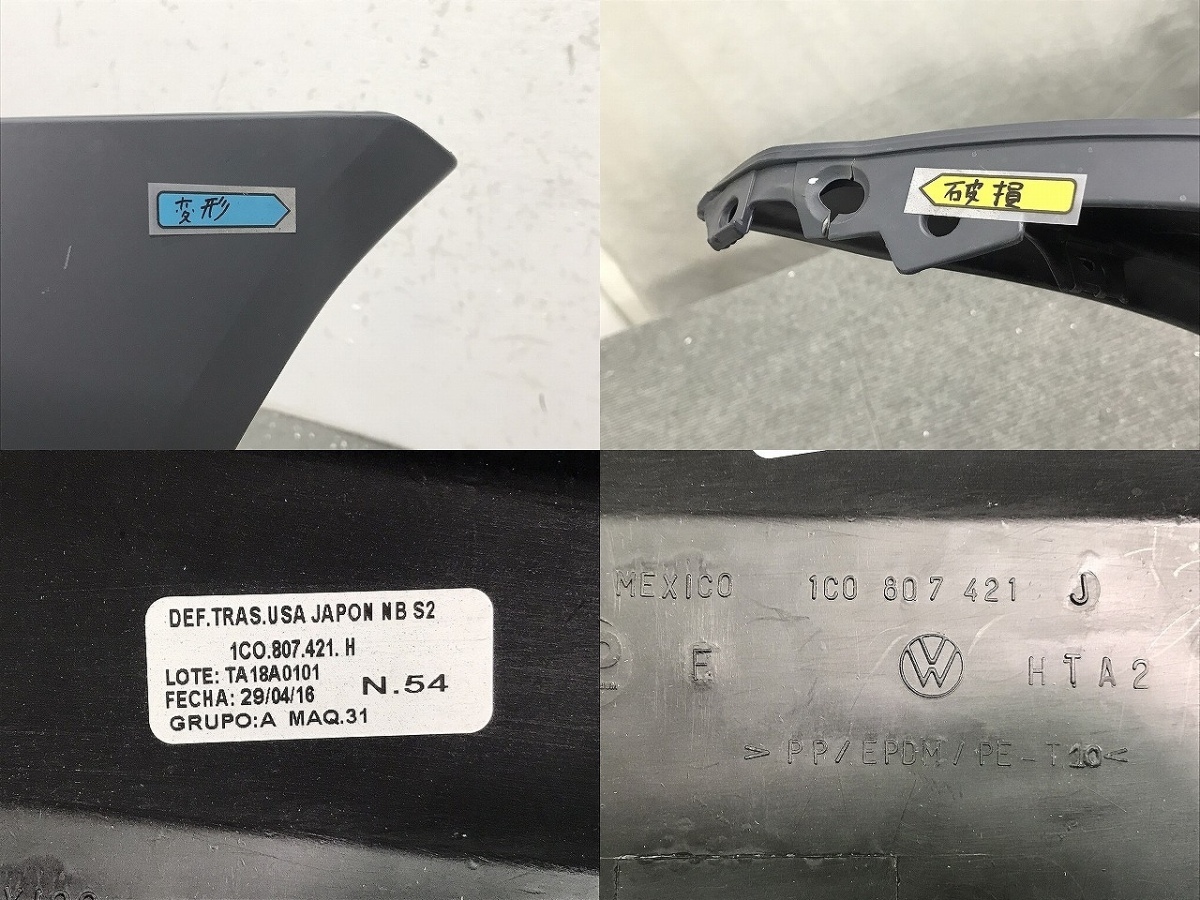 変形
破損
DEF.TRAS.USA JAPON NB S2
1CO.807.421. H
LOTE: TA18A0101
FECHA: 29/04/16 N.54
GRUPO:A MAQ.31
MEXICO 1C0 807 421 J
E HTA2
>PP/EPDM/PE-T10<